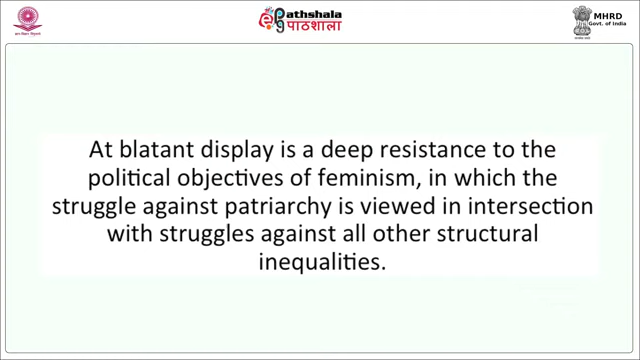 ePathshala
पाठशाला
MHRD
Govt. of India
At blatant display is a deep resistance to the
political objectives of feminism, in which the
struggle against patriarchy is viewed in intersection
with struggles against all other structural
inequalities.